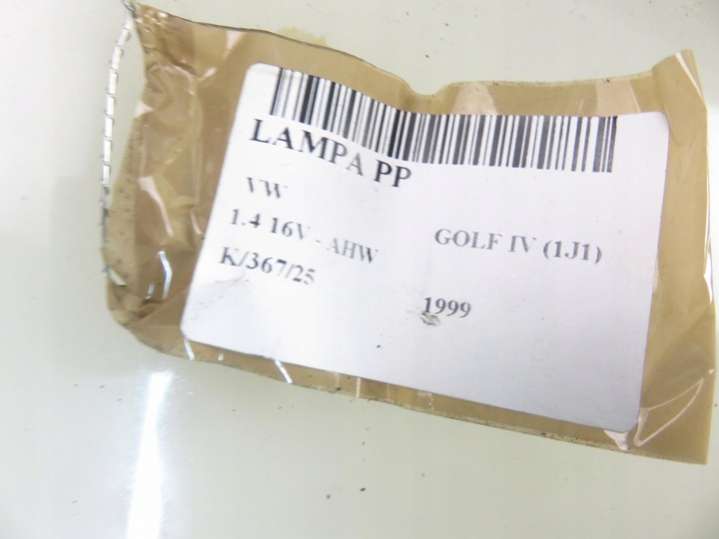 LAMPA PP
VW
1.4 16V - AHW GOLF IV (1J1)
K/367/25
1999